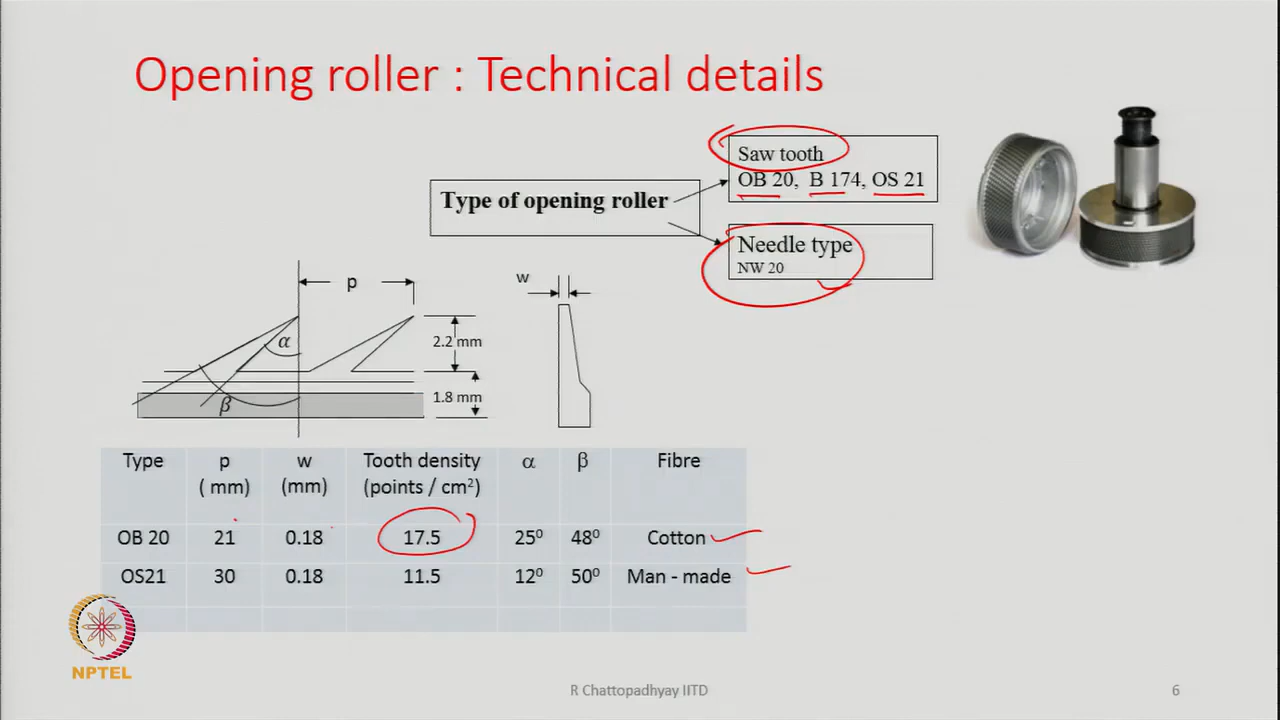 Opening roller : Technical details
Type of opening roller
Saw tooth
OB 20, B 174, OS 21
Needle type
NW 20
p
w
α
β
2.2 mm
1.8 mm
Type p w Tooth density α β Fibre
( mm) (mm) (points / cm²)
OB 20 21 0.18 17.5 25⁰ 48⁰ Cotton
OS21 30 0.18 11.5 12⁰ 50⁰ Man - made
NPTEL
R Chattopadhyay IITD
6